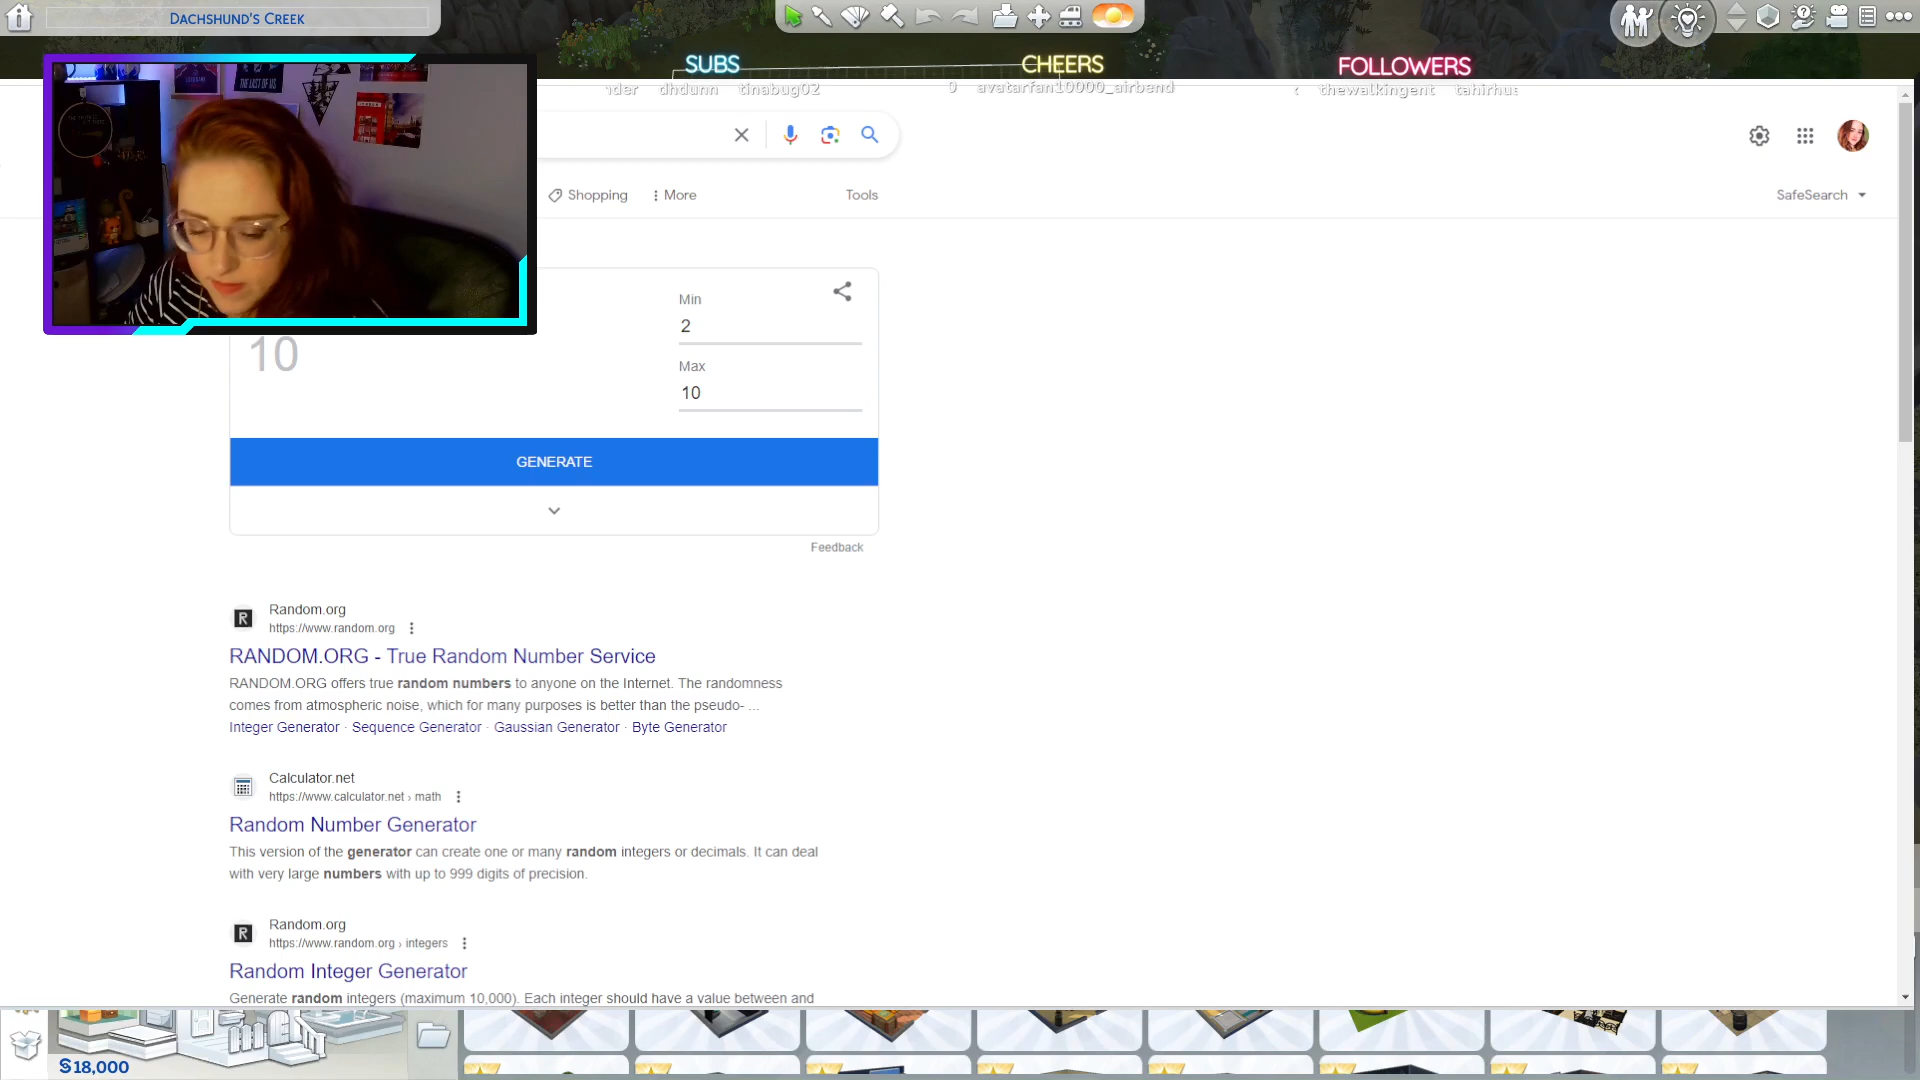 Dachshund's Creek
SUBS
CHEERS
FOLLOWERS
dhdunn tinabug02
0 avatarfan10000_airbend
thewalkingent tahirhus
THE LAST OF US
Shopping
More
Tools
SafeSearch
Min
2
Max
10
10
GENERATE
Feedback
Random.org
https://www.random.org
RANDOM.ORG - True Random Number Service
RANDOM.ORG offers true random numbers to anyone on the Internet. The randomness
comes from atmospheric noise, which for many purposes is better than the pseudo- ...
Integer Generator · Sequence Generator · Gaussian Generator · Byte Generator
Calculator.net
https://www.calculator.net › math
Random Number Generator
This version of the generator can create one or many random integers or decimals. It can deal
with very large numbers with up to 999 digits of precision.
Random.org
https://www.random.org › integers
Random Integer Generator
Generate random integers (maximum 10,000). Each integer should have a value between and
§18,000